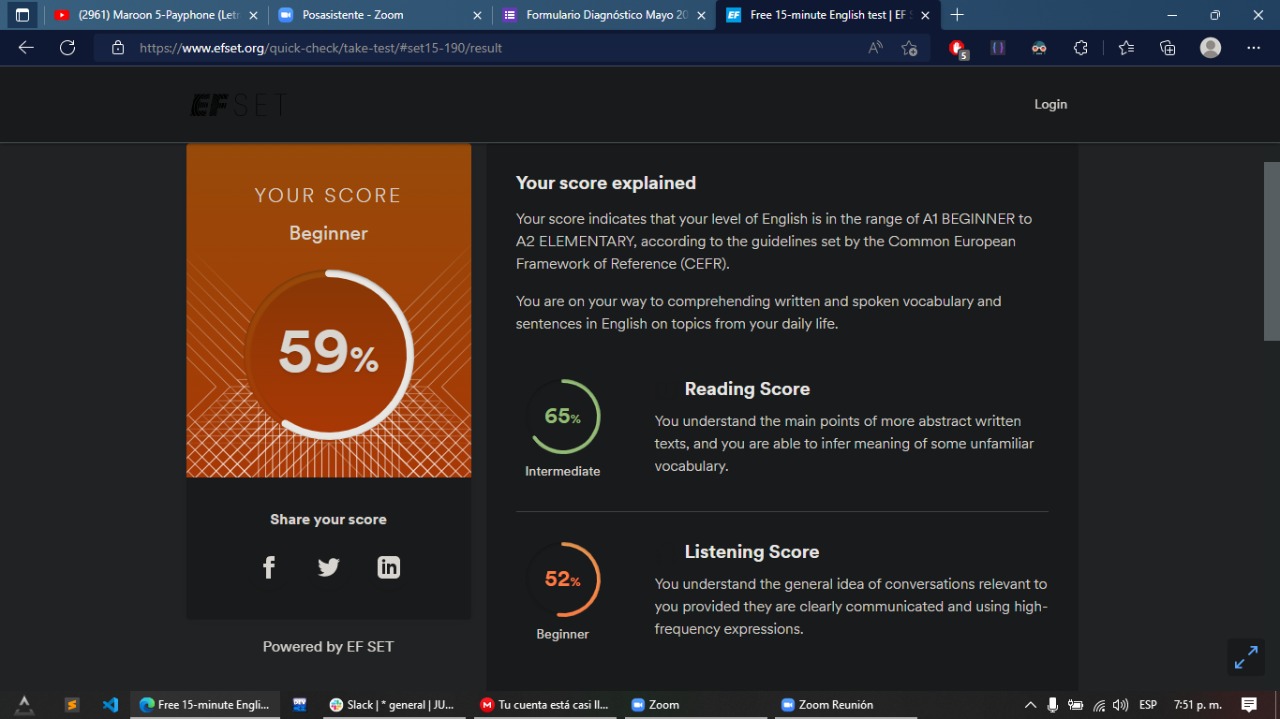 (2961) Maroon 5-Payphone (Letr
Posasistente - Zoom
Formulario Diagnóstico Mayo 20
Free 15-minute English test | EF S
https://www.efset.org/quick-check/take-test/#set15-190/result
5
EF SET
Login
YOUR SCORE
Beginner
59%
Share your score
Powered by EF SET
Your score explained
Your score indicates that your level of English is in the range of A1 BEGINNER to
A2 ELEMENTARY, according to the guidelines set by the Common European
Framework of Reference (CEFR).
You are on your way to comprehending written and spoken vocabulary and
sentences in English on topics from your daily life.
65%
Intermediate
Reading Score
You understand the main points of more abstract written
texts, and you are able to infer meaning of some unfamiliar
vocabulary.
52%
Beginner
Listening Score
You understand the general idea of conversations relevant to
you provided they are clearly communicated and using high-
frequency expressions.
Free 15-minute Engli...
Slack | * general | JU...
Tu cuenta está casi ll...
Zoom
Zoom Reunión
ESP
7:51 p. m.